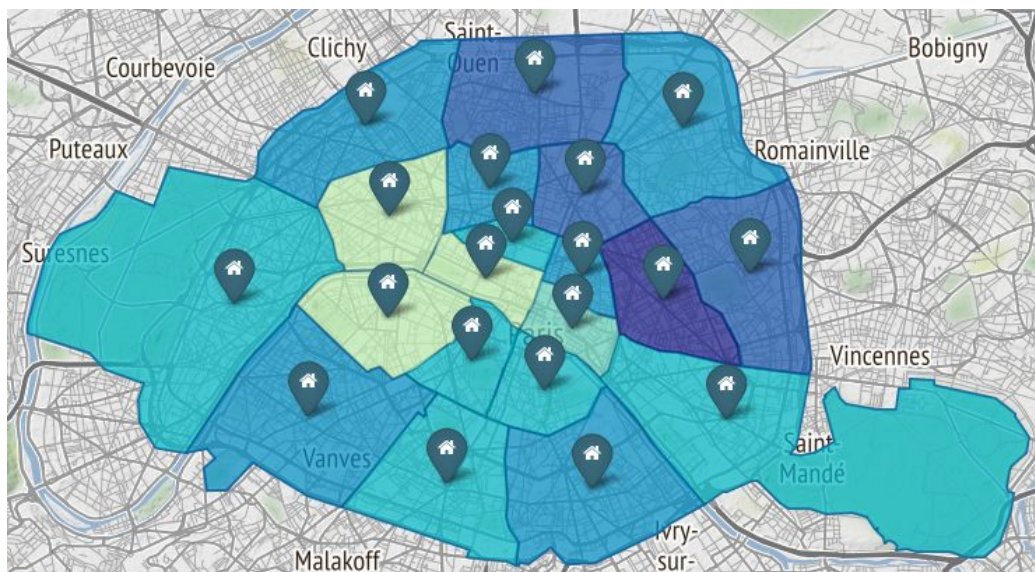 Saint-
Ouen
Clichy
Bobigny
Courbevoie
Puteaux
Romainville
Suresnes
Paris
Vincennes
Saint-
Mandé
Vanves
Ivry-
sur-
Malakoff